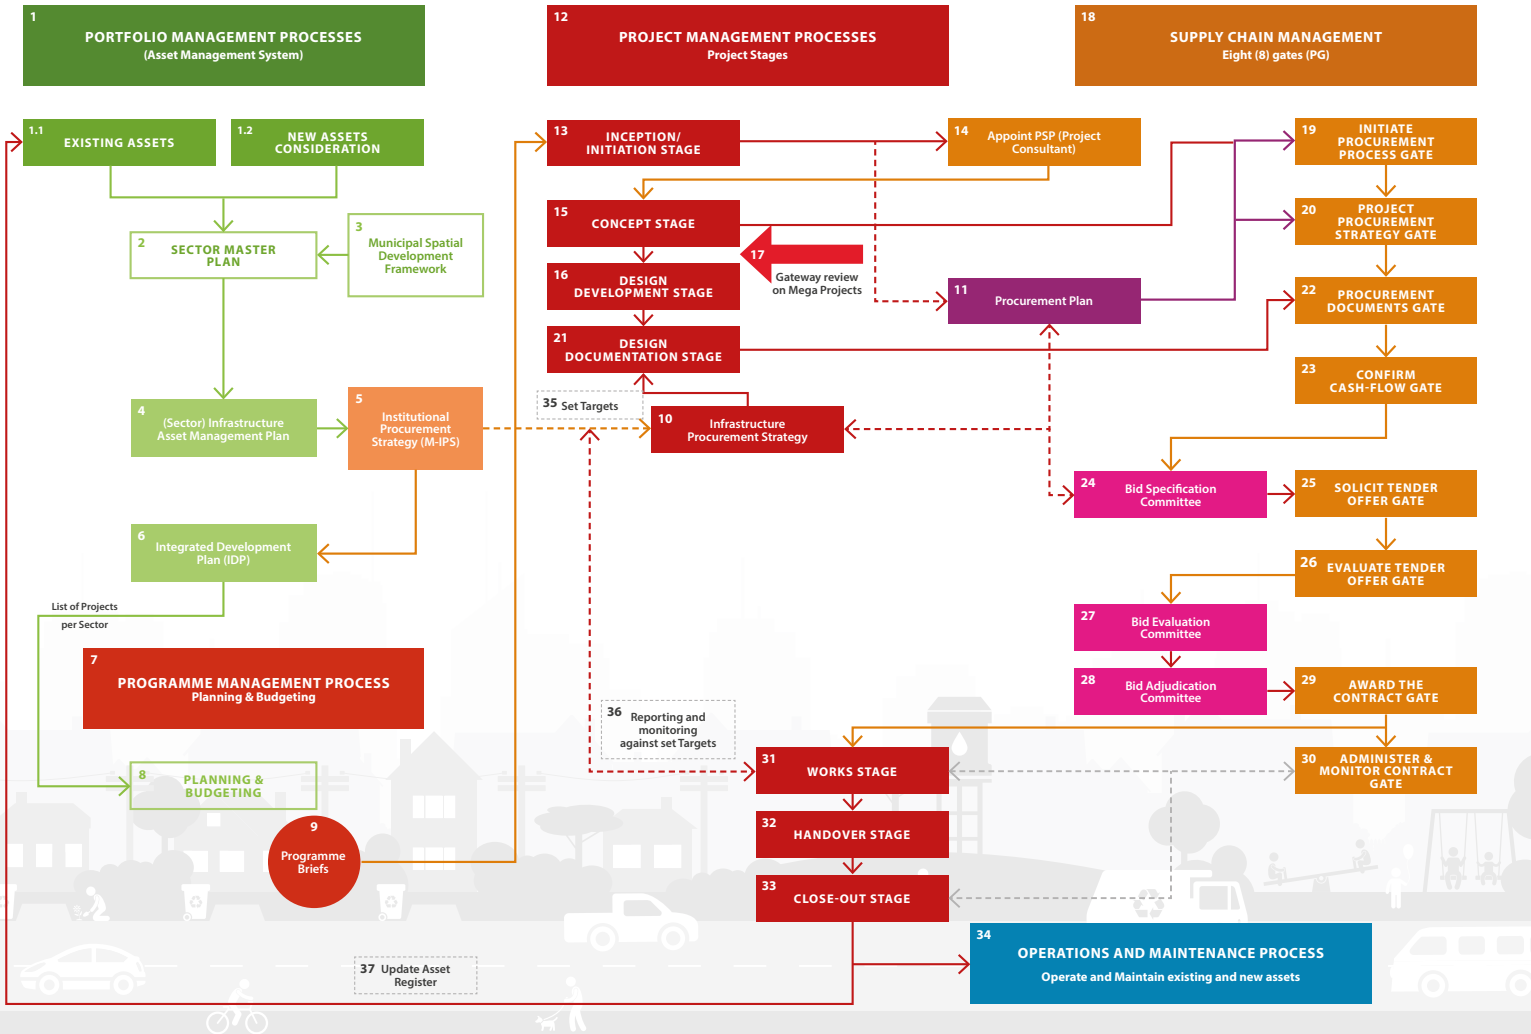 1
PORTFOLIO MANAGEMENT PROCESSES
(Asset Management System)
12
PROJECT MANAGEMENT PROCESSES
Project Stages
18
SUPPLY CHAIN MANAGEMENT
Eight (8) gates (PG)
1.1
EXISTING ASSETS
1.2
NEW ASSETS
CONSIDERATION
13
INCEPTION/
INITIATION STAGE
14
Appoint PSP (Project
Consultant)
19
INITIATE
PROCUREMENT
PROCESS GATE
2
SECTOR MASTER
PLAN
3
Municipal Spatial
Development
Framework
15
CONCEPT STAGE
20
PROJECT
PROCUREMENT
STRATEGY GATE
17
Gateway review
on Mega Projects
16
DESIGN
DEVELOPMENT STAGE
11
Procurement Plan
22
PROCUREMENT
DOCUMENTS GATE
21
DESIGN
DOCUMENTATION STAGE
23
CONFIRM
CASH-FLOW GATE
4
(Sector) Infrastructure
Asset Management Plan
5
Institutional
Procurement
Strategy (M-IPS)
35 Set Targets
10
Infrastructure
Procurement Strategy
24
Bid Specification
Committee
25
SOLICIT TENDER
OFFER GATE
6
Integrated Development
Plan (IDP)
26
EVALUATE TENDER
OFFER GATE
List of Projects
per Sector
27
Bid Evaluation
Committee
7
PROGRAMME MANAGEMENT PROCESS
Planning & Budgeting
28
Bid Adjudication
Committee
29
AWARD THE
CONTRACT GATE
36 Reporting and
monitoring
against set Targets
8
PLANNING &
BUDGETING
31
WORKS STAGE
30
ADMINISTER &
MONITOR CONTRACT
GATE
9
Programme
Briefs
32
HANDOVER STAGE
33
CLOSE-OUT STAGE
34
OPERATIONS AND MAINTENANCE PROCESS
Operate and Maintain existing and new assets
37 Update Asset
Register